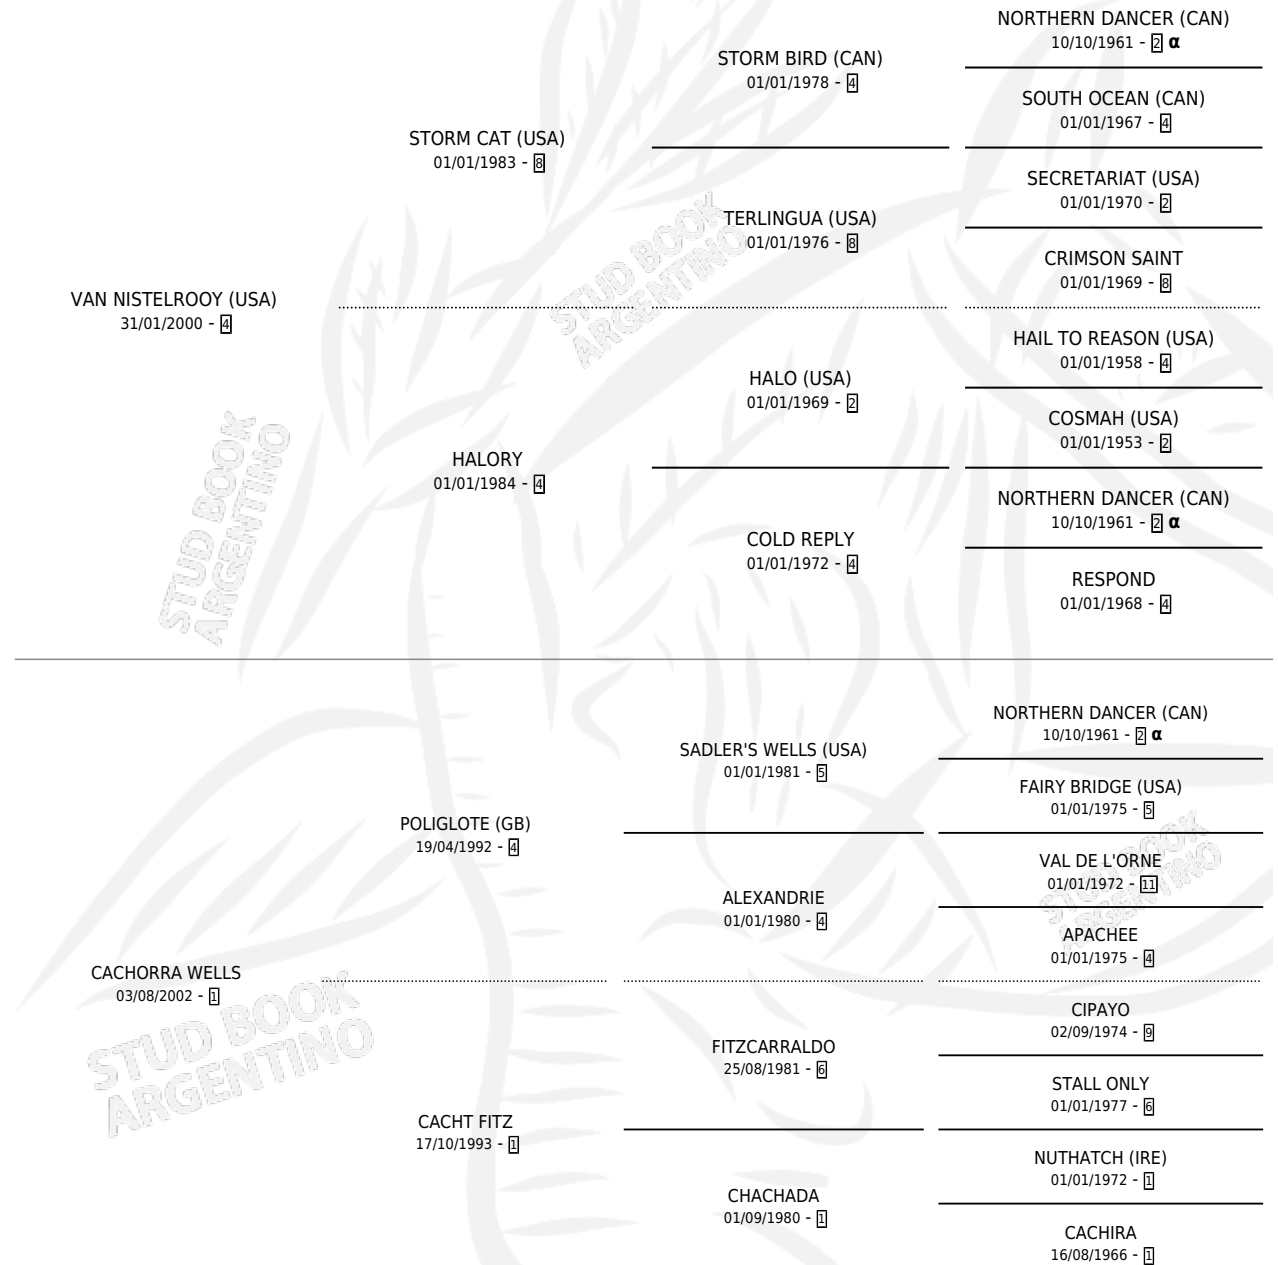 NORTHERN DANCER (CAN)
10/10/1961 - 2 α
STORM BIRD (CAN)
01/01/1978 - 4
SOUTH OCEAN (CAN)
01/01/1967 - 4
STORM CAT (USA)
01/01/1983 - 8
SECRETARIAT (USA)
01/01/1970 - 2
TERLINGUA (USA)
01/01/1976 - 8
CRIMSON SAINT
01/01/1969 - 8
VAN NISTELROOY (USA)
31/01/2000 - 4
HAIL TO REASON (USA)
01/01/1958 - 4
HALO (USA)
01/01/1969 - 2
COSMAH (USA)
01/01/1953 - 2
HALORY
01/01/1984 - 4
NORTHERN DANCER (CAN)
10/10/1961 - 2 α
COLD REPLY
01/01/1972 - 4
RESPOND
01/01/1968 - 4
NORTHERN DANCER (CAN)
10/10/1961 - 2 α
SADLER'S WELLS (USA)
01/01/1981 - 5
FAIRY BRIDGE (USA)
01/01/1975 - 5
POLIGLOTE (GB)
19/04/1992 - 4
VAL DE L'ORNE
01/01/1972 - 11
ALEXANDRIE
01/01/1980 - 4
APACHEE
01/01/1975 - 4
CACHORRA WELLS
03/08/2002 - 1
CIPAYO
02/09/1974 - 9
FITZCARRALDO
25/08/1981 - 6
STALL ONLY
01/01/1977 - 6
CACHT FITZ
17/10/1993 - 1
NUTHATCH (IRE)
01/01/1972 - 1
CHACHADA
01/09/1980 - 1
CACHIRA
16/08/1966 - 1
STUD BOOK
ARGENTINO
STUD BOOK
ARGENTINO
STUD BOOK
ARGENTINO
STUD BOOK
ARGENTINO